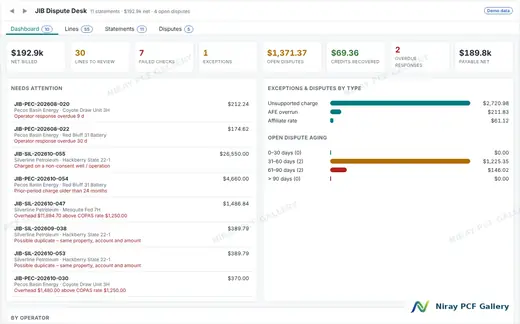 JIB Dispute Desk 11 statements · $192.9k net · 4 open disputes
Demo data
Dashboard 10 Lines 35 Statements 11 Disputes 5
$192.9k
NET BILLED
30
LINES TO REVIEW
7
FAILED CHECKS
1
EXCEPTIONS
$1,371.37
OPEN DISPUTES
$69.36
CREDITS RECOVERED
2
OVERDUE RESPONSES
$189.8k
PAYABLE NET
NEEDS ATTENTION
JIB-PEC-202608-020 $212.24
Pecos Basin Energy · Coyote Draw Unit 3H
Operator response overdue 9 d
JIB-PEC-202608-022 $174.62
Pecos Basin Energy · Red Bluff 31 Battery
Operator response overdue 30 d
JIB-SIL-202610-055 $26,550.00
Silverline Petroleum · Hackberry State 22-1
Charged on a non-consent well / operation
JIB-PEC-202610-054 $4,660.00
Pecos Basin Energy · Red Bluff 31 Battery
Prior-period charge older than 24 months
JIB-SIL-202610-047 $1,486.84
Silverline Petroleum · Mesquite Fed 7H
Overhead $11,894.70 above COPAS rate $1,250.00
JIB-SIL-202609-038 $389.79
Silverline Petroleum · Hackberry State 22-1
Possible duplicate – same property, account and amount
JIB-SIL-202610-053 $389.79
Silverline Petroleum · Hackberry State 22-1
Possible duplicate – same property, account and amount
JIB-PEC-202610-030 $370.00
Pecos Basin Energy · Coyote Draw Unit 3H
Overhead $1,480.00 above COPAS rate $1,250.00
EXCEPTIONS & DISPUTES BY TYPE
Unsupported charge $2,720.98
AFE overrun $211.83
Affiliate rate $61.12
OPEN DISPUTE AGING
0-30 days (0) $0.00
31-60 days (2) $1,225.35
61-90 days (2) $146.02
> 90 days (0) $0.00
BY OPERATOR
Niray PCF Gallery